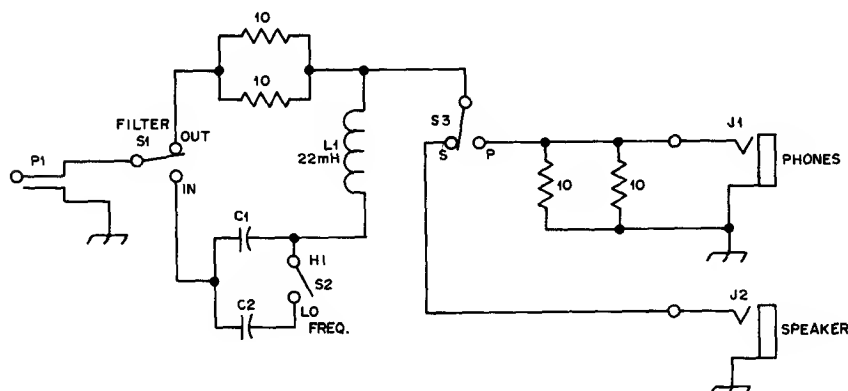 10
10
FILTER
S1
OUT
P1
IN
L1
22mH
S3
S
P
J1
PHONES
10
10
C1
HI
S2
C2
LO
FREQ.
J2
SPEAKER